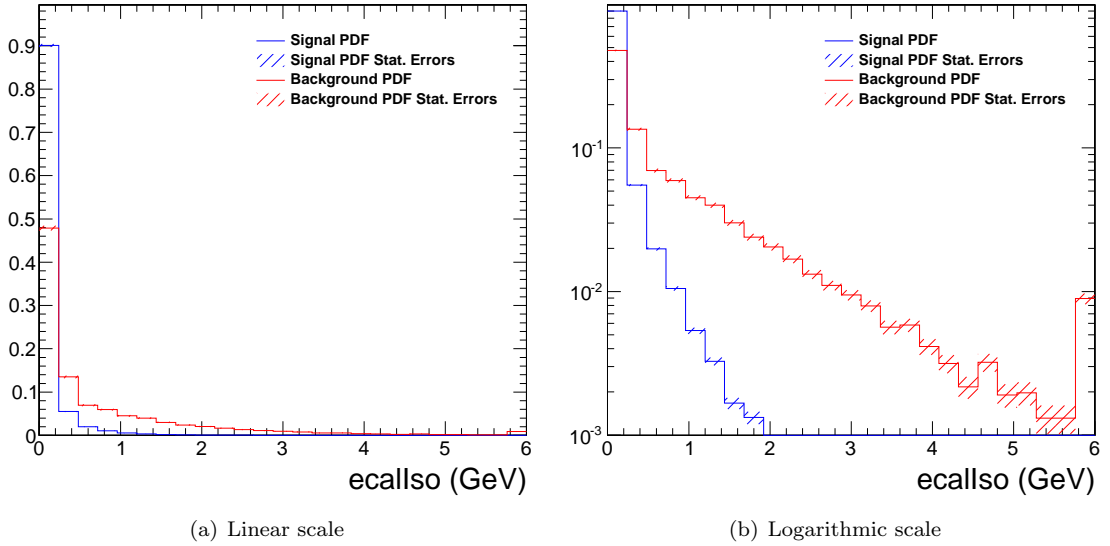 Signal PDF
Signal PDF Stat. Errors
Background PDF
Background PDF Stat. Errors
0.9
0.8
0.7
0.6
0.5
0.4
0.3
0.2
0.1
0
0 1 2 3 4 5 6
ecalIso (GeV)
(a) Linear scale
Signal PDF
Signal PDF Stat. Errors
Background PDF
Background PDF Stat. Errors
10⁻¹
10⁻²
10⁻³
0 1 2 3 4 5 6
ecalIso (GeV)
(b) Logarithmic scale